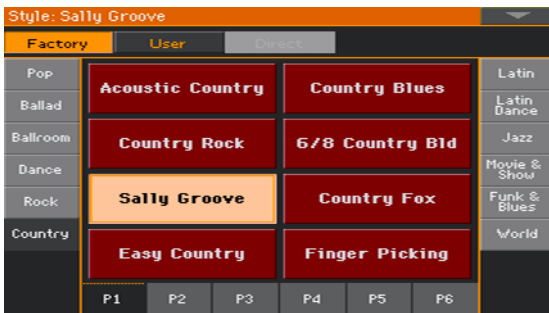 Style: Sally Groove
Factory User Direct
Pop
Ballad
Ballroom
Dance
Rock
Country
Acoustic Country
Country Blues
Country Rock
6/8 Country Bld
Sally Groove
Country Fox
Easy Country
Finger Picking
Latin
Latin
Dance
Jazz
Movie &
Show
Funk &
Blues
World
P1 P2 P3 P4 P5 P6